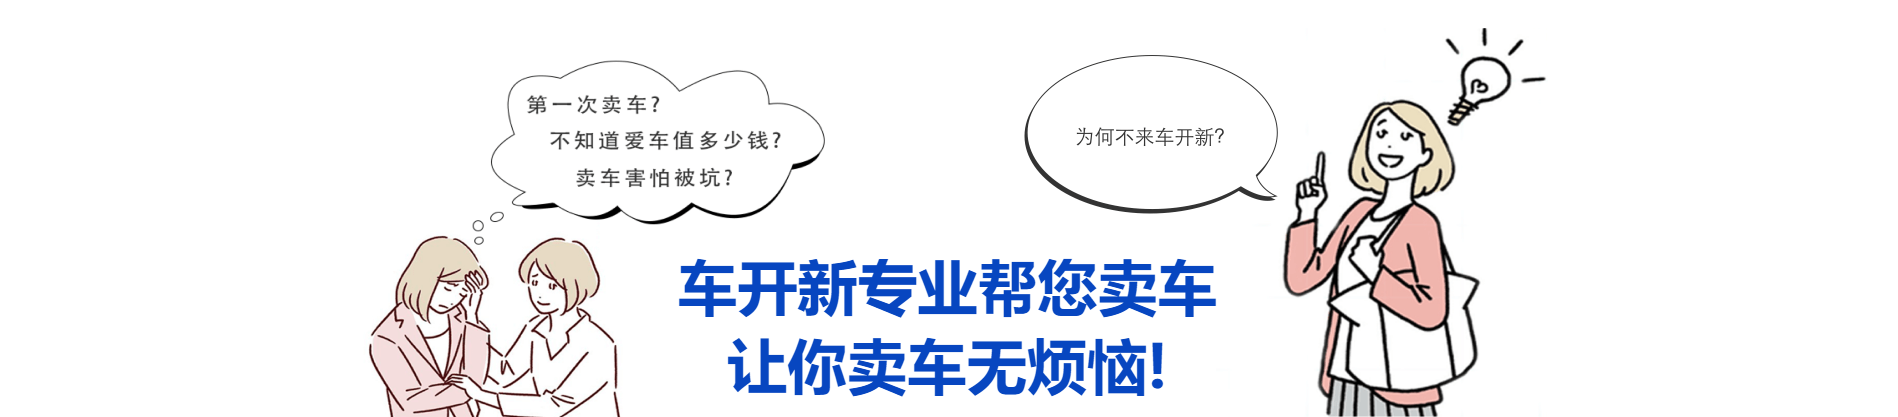 第一次卖车?
不知道爱车值多少钱?
卖车害怕被坑?
为何不来车开新?
车开新专业帮您卖车
让你卖车无烦恼!